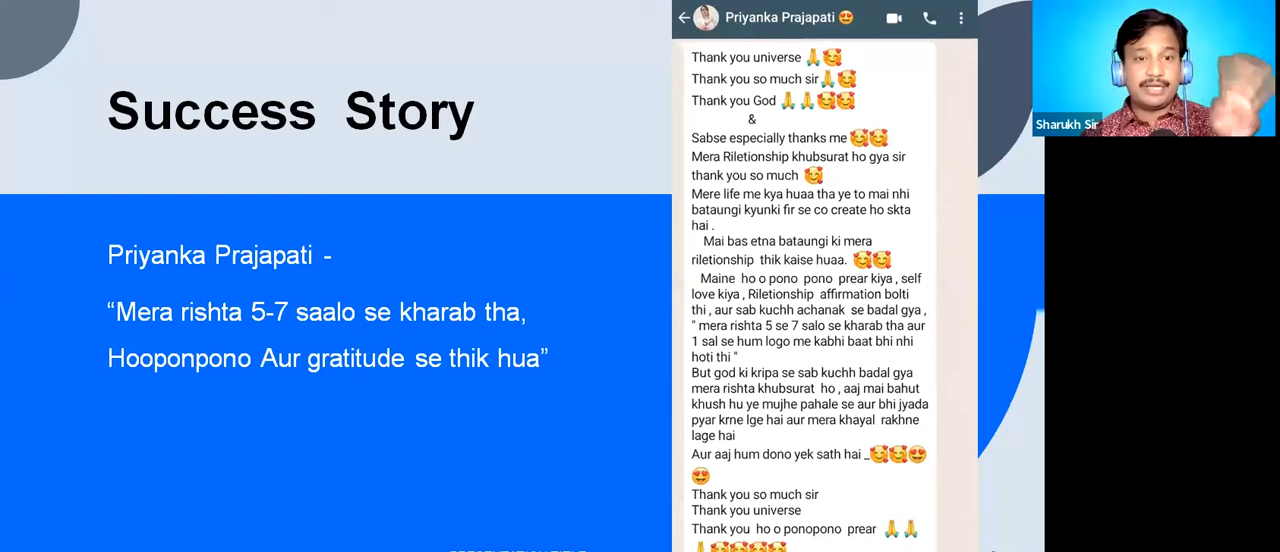 Success Story
Priyanka Prajapati -
“Mera rishta 5-7 saalo se kharab tha,
Hooponpono Aur gratitude se thik hua”
Priyanka Prajapati 😍
Thank you universe 🙏🥰
Thank you so much sir🙏🥰
Thank you God 🙏🙏🥰🥰
&
Sabse especially thanks me 🥰🥰
Mera Riletionship khubsurat ho gya sir
thank you so much 🥰
Mere life me kya huaa tha ye to mai nhi
bataungi kyunki fir se co create ho skta
hai .
Mai bas etna bataungi ki mera
riletionship thik kaise huaa. 🥰🥰
Maine ho o pono pono prear kiya , self
love kiya , Riletionship affirmation bolti
thi , aur sab kuchh achanak se badal gya ,
" mera rishta 5 se 7 salo se kharab tha aur
1 sal se hum logo me kabhi baat bhi nhi
hoti thi "
But god ki kripa se sab kuchh badal gya
mera rishta khubsurat ho , aaj mai bahut
khush hu ye mujhe pahale se aur bhi jyada
pyar krne lge hai aur mera khayal rakhne
lage hai
Aur aaj hum dono yek sath hai _🥰🥰😍
😍
Thank you so much sir
Thank you universe
Thank you ho o ponopono prear 🙏🙏
🙏🥰🥰🥰🥰
Sharukh Sir